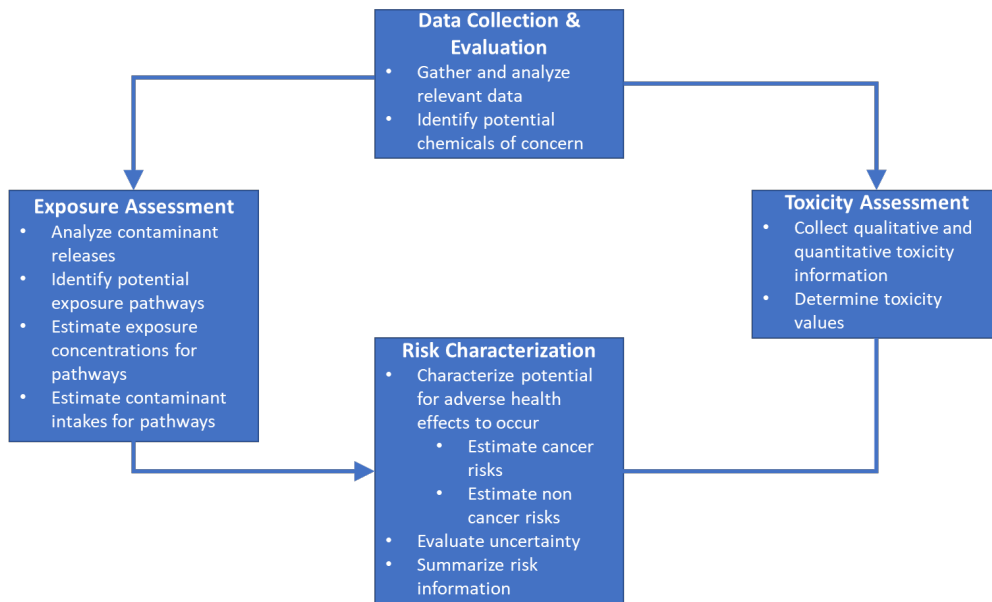 Data Collection &
Evaluation
• Gather and analyze
relevant data
• Identify potential
chemicals of concern
Exposure Assessment
• Analyze contaminant
releases
• Identify potential
exposure pathways
• Estimate exposure
concentrations for
pathways
• Estimate contaminant
intakes for pathways
Toxicity Assessment
• Collect qualitative and
quantitative toxicity
information
• Determine toxicity
values
Risk Characterization
• Characterize potential
for adverse health
effects to occur
• Estimate cancer
risks
• Estimate non
cancer risks
• Evaluate uncertainty
• Summarize risk
information